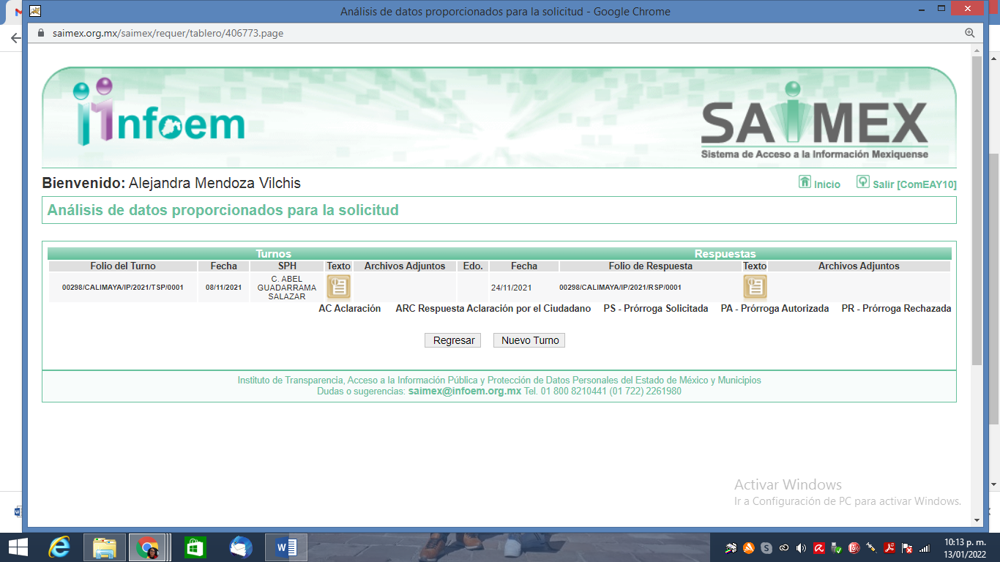 Análisis de datos proporcionados para la solicitud - Google Chrome
saimex.org.mx/saimex/requer/tablero/406773.page
infoem
SAIMEX
Sistema de Acceso a la Información Mexiquense
Bienvenido: Alejandra Mendoza Vilchis
Inicio Salir [ComEAY10]
Análisis de datos proporcionados para la solicitud
Turnos Respuestas
Folio del Turno Fecha SPH Texto Archivos Adjuntos Edo. Fecha Folio de Respuesta Texto Archivos Adjuntos
00298/CALIMAYA/IP/2021/TSP/0001 08/11/2021 C. ABEL GUADARRAMA SALAZAR 24/11/2021 00298/CALIMAYA/IP/2021/RSP/0001
AC Aclaración ARC Respuesta Aclaración por el Ciudadano PS - Prórroga Solicitada PA - Prórroga Autorizada PR - Prórroga Rechazada
Regresar Nuevo Turno
Instituto de Transparencia, Acceso a la Información Pública y Protección de Datos Personales del Estado de México y Municipios
Dudas o sugerencias: saimex@infoem.org.mx Tel. 01 800 8210441 (01 722) 2261980
Activar Windows
Ir a Configuración de PC para activar Windows.
10:13 p. m.
13/01/2022